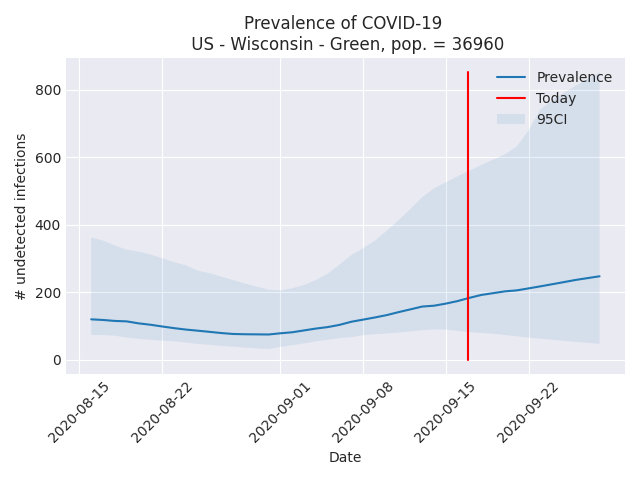 Prevalence of COVID-19
US - Wisconsin - Green, pop. = 36960
Prevalence
Today
95CI
800
600
400
200
0
# undetected infections
2020-08-15
2020-08-22
2020-09-01
2020-09-08
2020-09-15
2020-09-22
Date